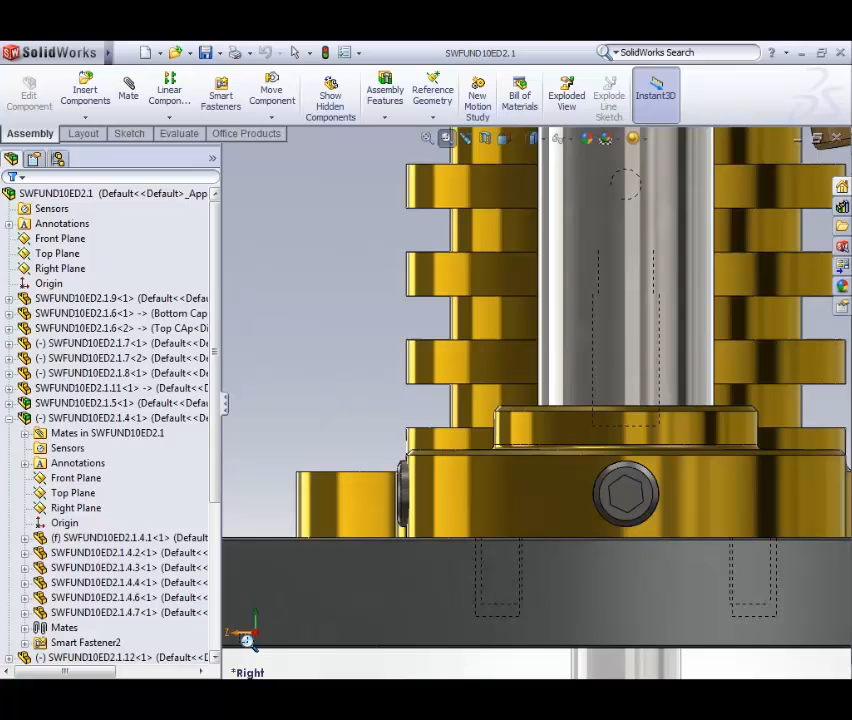 SolidWorks
SWFUND10ED2.1
SolidWorks Search
Edit Component
Insert Components
Mate
Linear Compon...
Smart Fasteners
Move Component
Show Hidden Components
Assembly Features
Reference Geometry
New Motion Study
Bill of Materials
Exploded View
Explode Line Sketch
Instant3D
Assembly
Layout
Sketch
Evaluate
Office Products
SWFUND10ED2.1 (Default<Default>_App
Sensors
Annotations
Front Plane
Top Plane
Right Plane
Origin
SWFUND10ED2.1.9<1> (Default<<Defau
SWFUND10ED2.1.6<1> -> (Bottom Cap
SWFUND10ED2.1.6<2> -> (Top CAp<Di
(-) SWFUND10ED2.1.7<1> (Default<<D
(-) SWFUND10ED2.1.7<2> (Default<<D
(-) SWFUND10ED2.1.8<1> (Default<<D
SWFUND10ED2.1.11<1> -> (Default<<D
SWFUND10ED2.1.5<1> (Default<<Defau
(-) SWFUND10ED2.1.4<1> (Default<<D
Mates in SWFUND10ED2.1
Sensors
Annotations
Front Plane
Top Plane
Right Plane
Origin
(f) SWFUND10ED2.1.4.1<1> (Default
SWFUND10ED2.1.4.2<1> (Default<<
SWFUND10ED2.1.4.3<1> (Default<<
SWFUND10ED2.1.4.4<1> (Default<<
SWFUND10ED2.1.4.6<1> (Default<<
SWFUND10ED2.1.4.7<1> (Default<<
Mates
Smart Fastener2
(-) SWFUND10ED2.1.12<1> (Default<<D
*Right